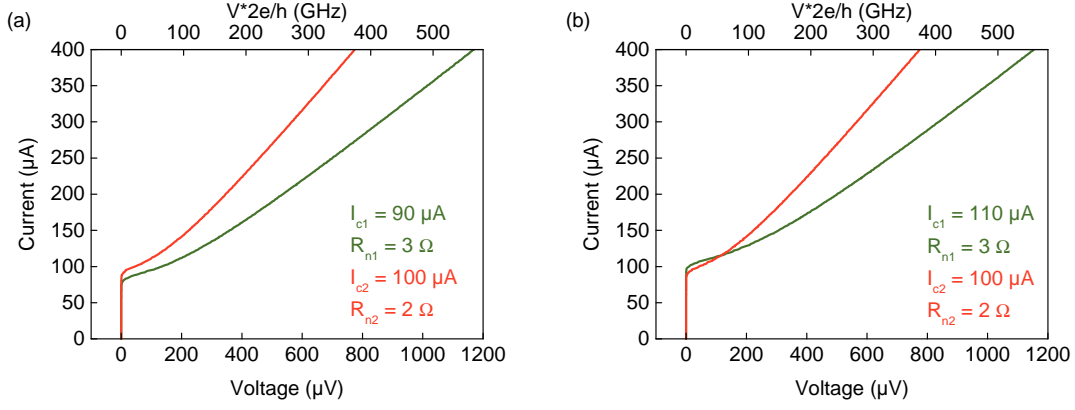 (a)
V*2e/h (GHz)
0 100 200 300 400 500
400
350
300
250
200
150
100
50
0
Current (µA)
I_c1 = 90 µA
R_n1 = 3 Ω
I_c2 = 100 µA
R_n2 = 2 Ω
0 200 400 600 800 1000 1200
Voltage (µV)
(b)
V*2e/h (GHz)
0 100 200 300 400 500
400
350
300
250
200
150
100
50
0
Current (µA)
I_c1 = 110 µA
R_n1 = 3 Ω
I_c2 = 100 µA
R_n2 = 2 Ω
0 200 400 600 800 1000 1200
Voltage (µV)